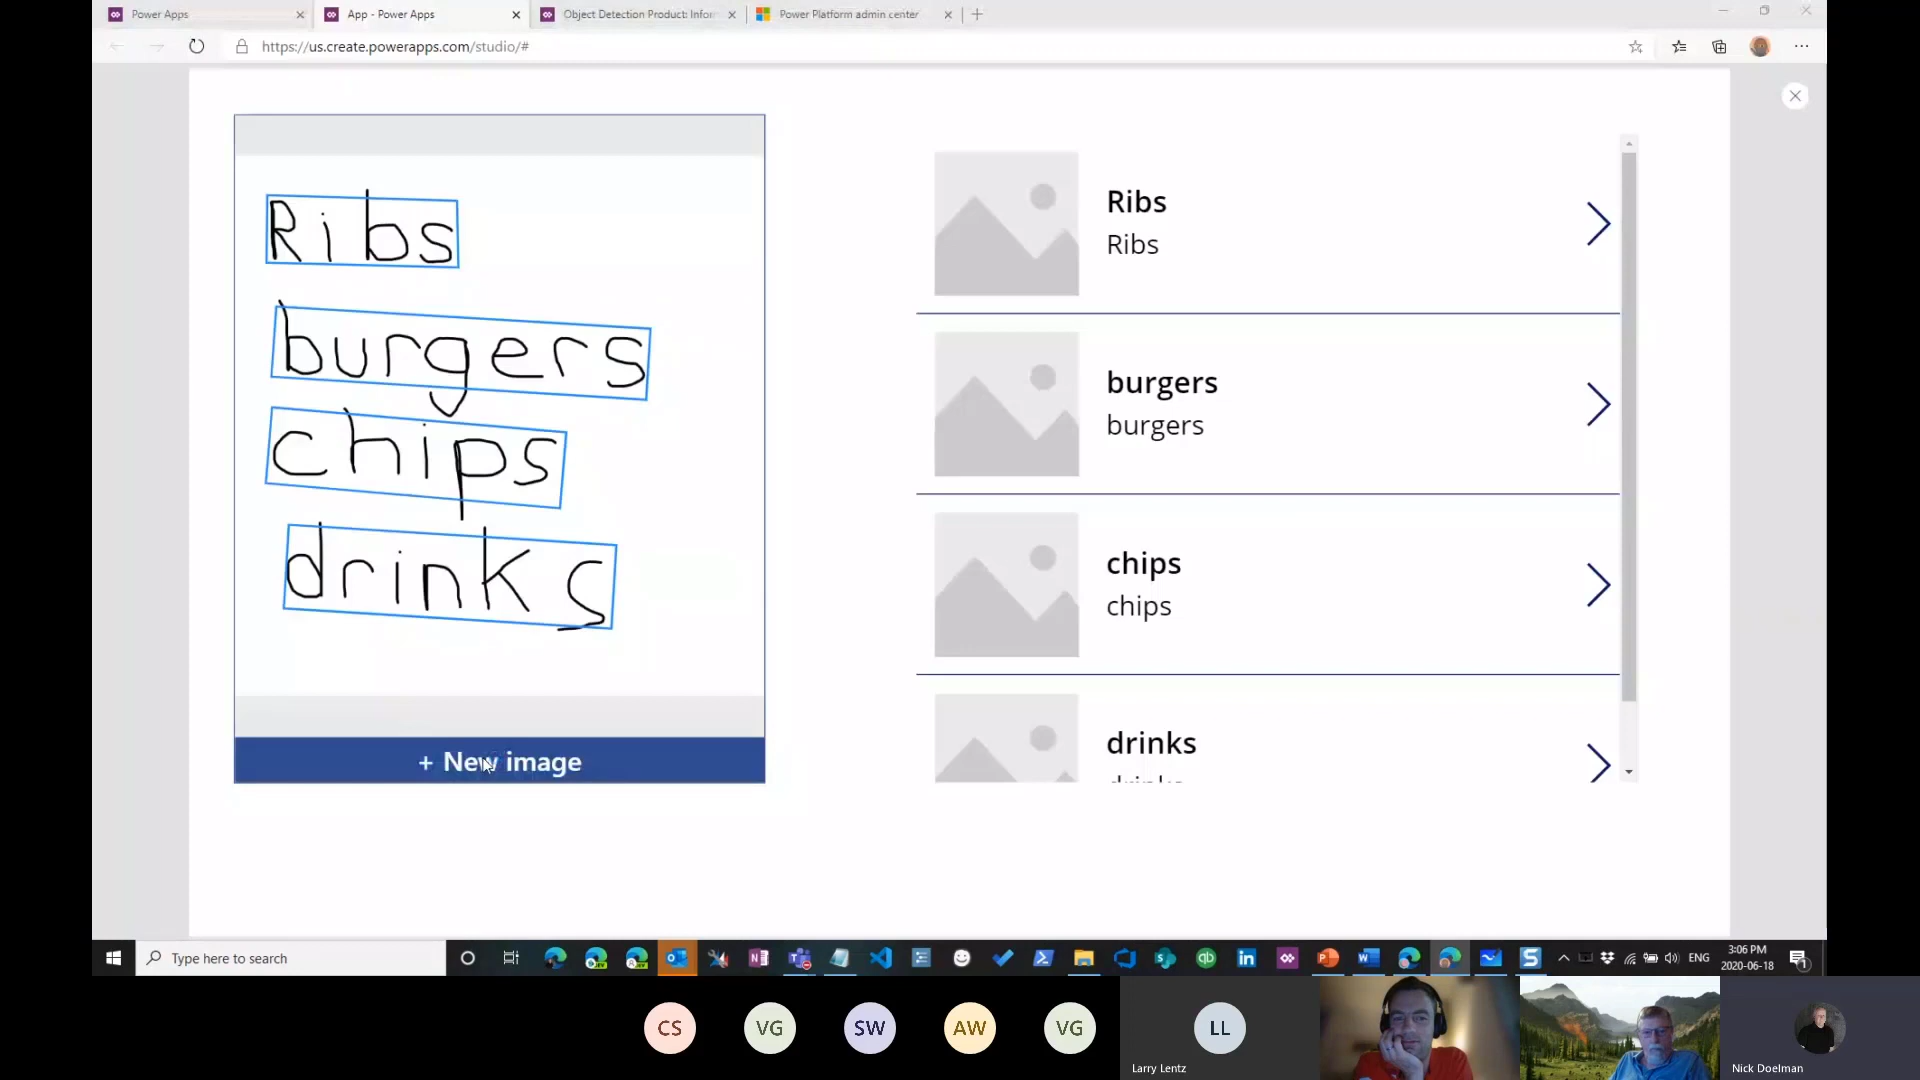 Power Apps
App - Power Apps
Object Detection Product: Infor
Power Platform admin center
https://us.create.powerapps.com/studio/#
Ribs
burgers
chips
drinks
+ New image
Ribs
Ribs
burgers
burgers
chips
chips
drinks
drinks
Type here to search
ENG
3:06 PM
2020-06-18
CS
VG
SW
AW
VG
LL
Larry Lentz
Nick Doelman